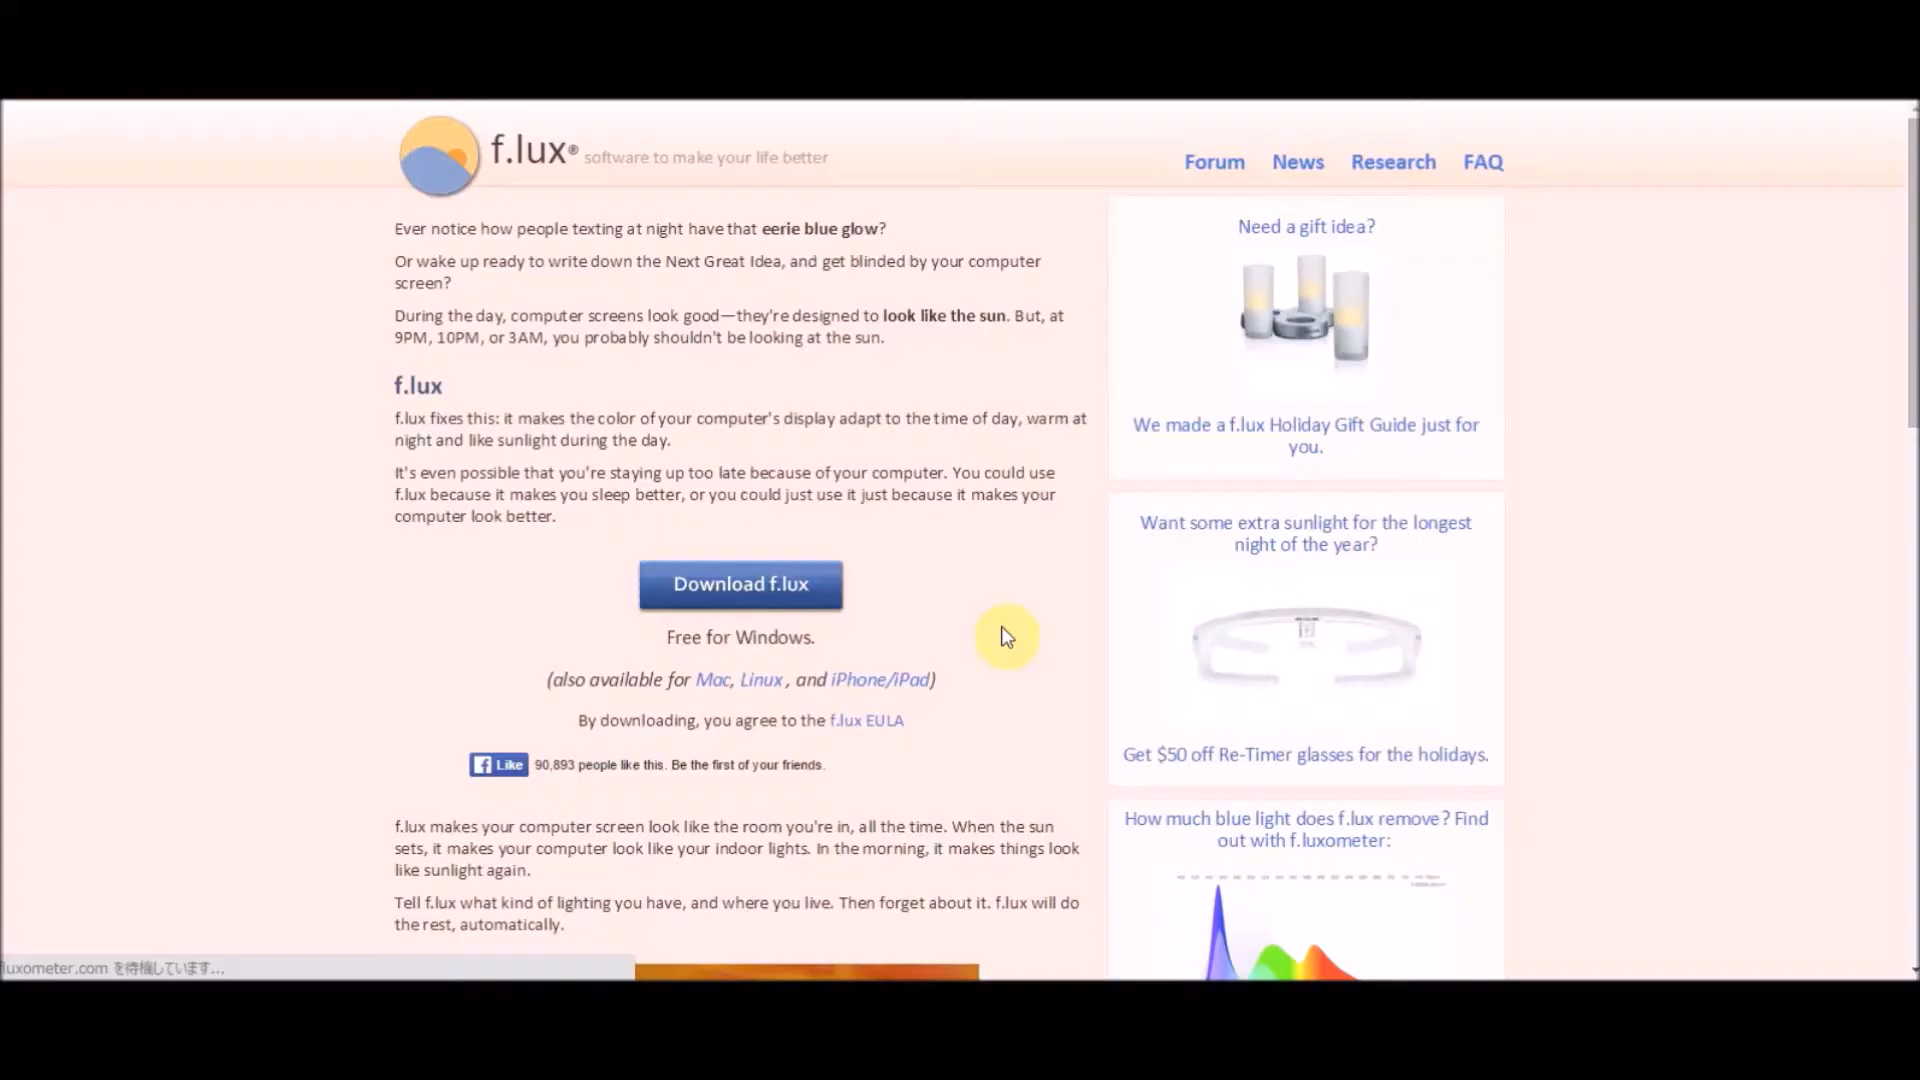 f.lux® software to make your life better
Forum News Research FAQ
Ever notice how people texting at night have that eerie blue glow?
Or wake up ready to write down the Next Great Idea, and get blinded by your computer
screen?
During the day, computer screens look good—they're designed to look like the sun. But, at
9PM, 10PM, or 3AM, you probably shouldn't be looking at the sun.
f.lux
f.lux fixes this: it makes the color of your computer's display adapt to the time of day, warm at
night and like sunlight during the day.
It's even possible that you're staying up too late because of your computer. You could use
f.lux because it makes you sleep better, or you could just use it just because it makes your
computer look better.
Download f.lux
Free for Windows.
(also available for Mac, Linux , and iPhone/iPad)
By downloading, you agree to the f.lux EULA
Like 90,893 people like this. Be the first of your friends.
f.lux makes your computer screen look like the room you're in, all the time. When the sun
sets, it makes your computer look like your indoor lights. In the morning, it makes things look
like sunlight again.
Tell f.lux what kind of lighting you have, and where you live. Then forget about it. f.lux will do
the rest, automatically.
Need a gift idea?
We made a f.lux Holiday Gift Guide just for
you.
Want some extra sunlight for the longest
night of the year?
Get $50 off Re-Timer glasses for the holidays.
How much blue light does f.lux remove? Find
out with f.luxometer:
luxometer.com を待機しています...